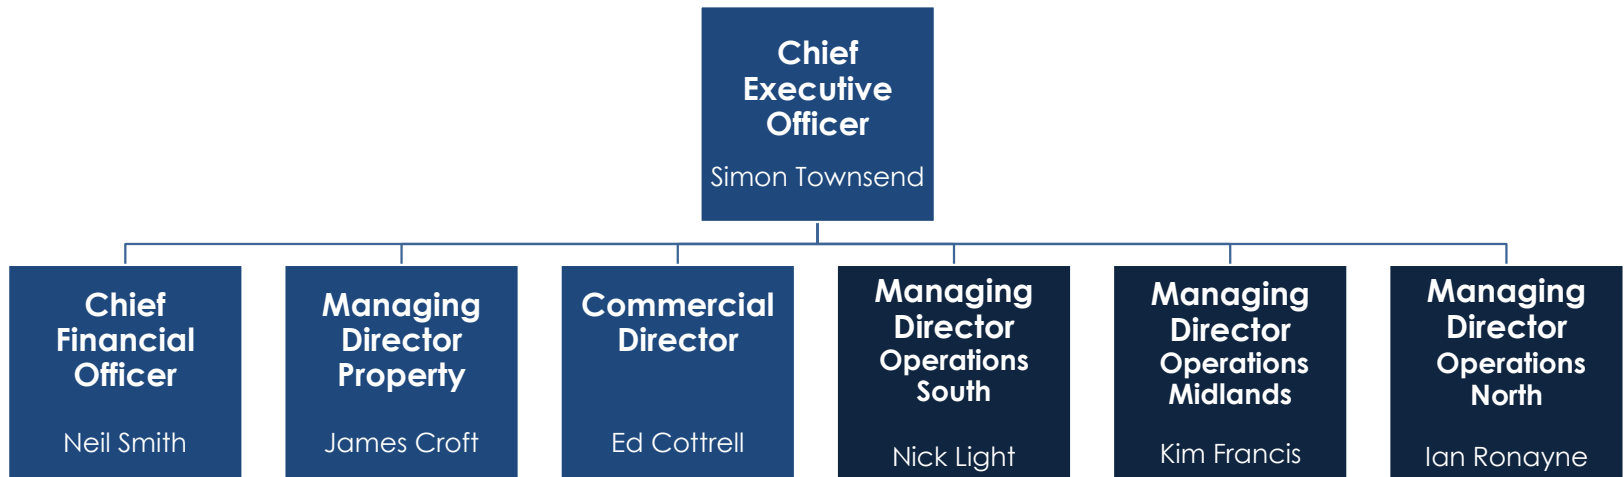 Chief
Executive
Officer
Simon Townsend
Chief
Financial
Officer
Neil Smith
Managing
Director
Property
James Croft
Commercial
Director
Ed Cottrell
Managing
Director
Operations
South
Nick Light
Managing
Director
Operations
Midlands
Kim Francis
Managing
Director
Operations
North
Ian Ronayne